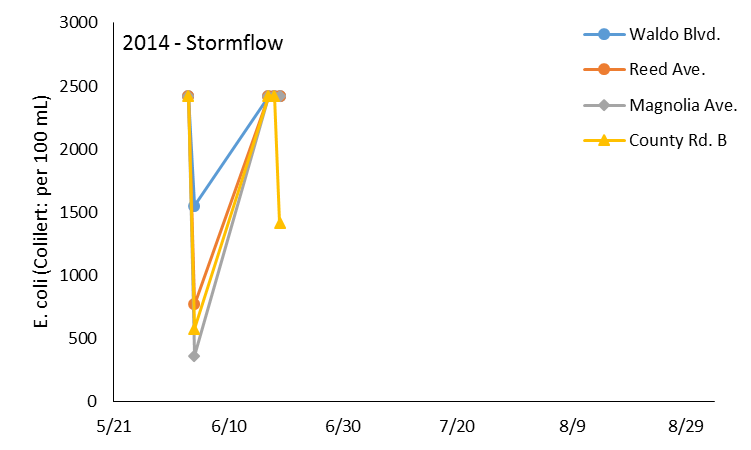 2014 - Stormflow
Waldo Blvd.
Reed Ave.
Magnolia Ave.
County Rd. B
E. coli (Colilert: per 100 mL)
3000
2500
2000
1500
1000
500
0
5/21 6/10 6/30 7/20 8/9 8/29